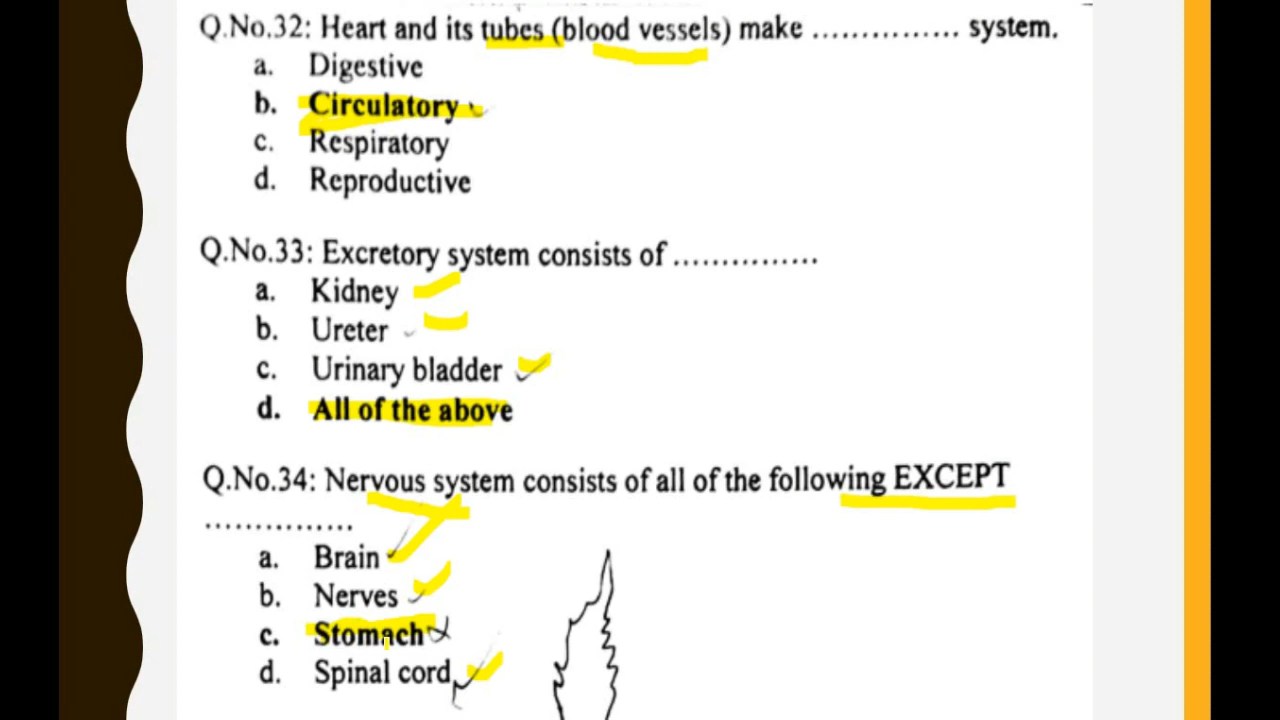 Q.No.32: Heart and its tubes (blood vessels) make ............... system.
a. Digestive
b. Circulatory
c. Respiratory
d. Reproductive
Q.No.33: Excretory system consists of ...............
a. Kidney
b. Ureter
c. Urinary bladder
d. All of the above
Q.No.34: Nervous system consists of all of the following EXCEPT
...............
a. Brain
b. Nerves
c. Stomach
d. Spinal cord